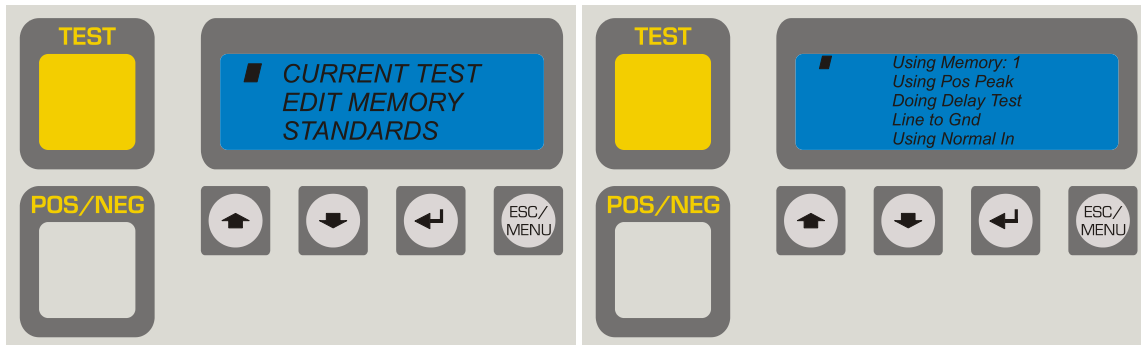 TEST
CURRENT TEST
EDIT MEMORY
STANDARDS
POS/NEG
ESC/
MENU
TEST
Using Memory: 1
Using Pos Peak
Doing Delay Test
Line to Gnd
Using Normal In
POS/NEG
ESC/
MENU